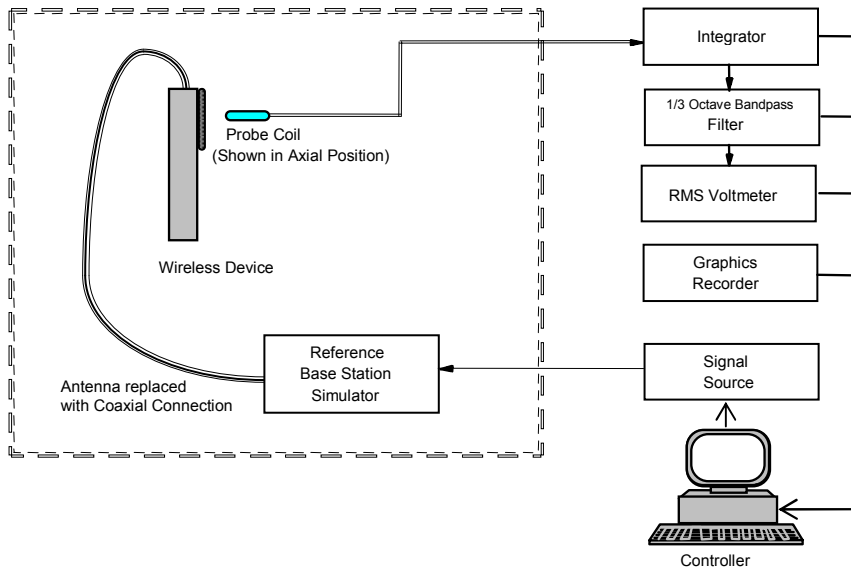 Integrator
1/3 Octave Bandpass
Filter
RMS Voltmeter
Graphics
Recorder
Probe Coil
(Shown in Axial Position)
Wireless Device
Reference
Base Station
Simulator
Signal
Source
Antenna replaced
with Coaxial Connection
Controller